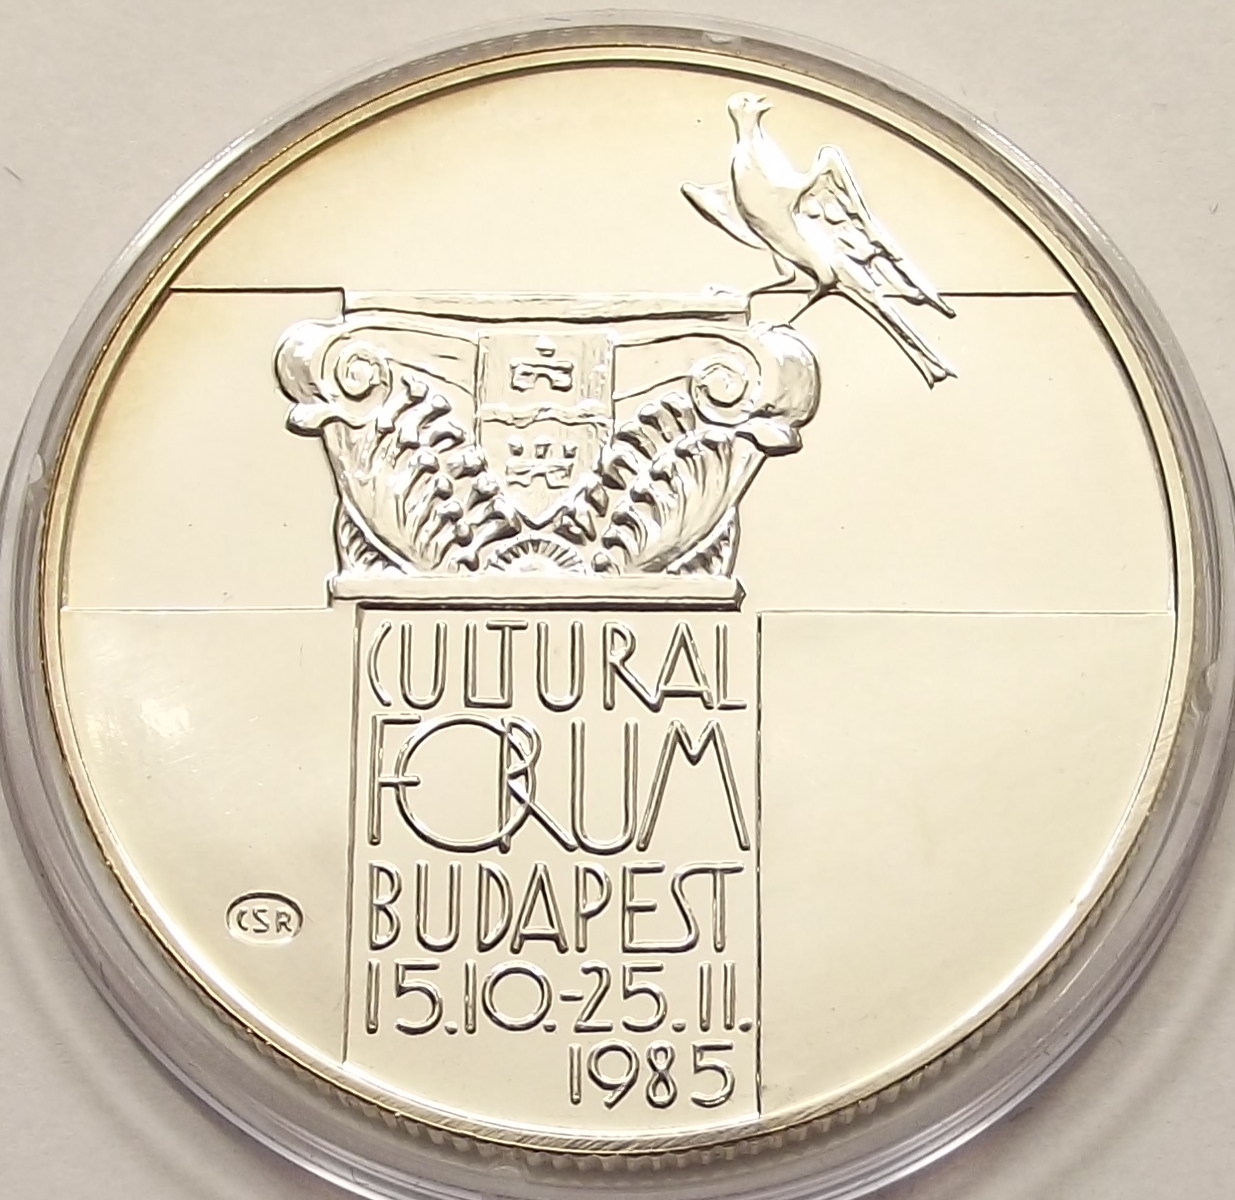 CULTURAL
FORUM
BUDAPEST
15.10.-25.11.
1985
CSR